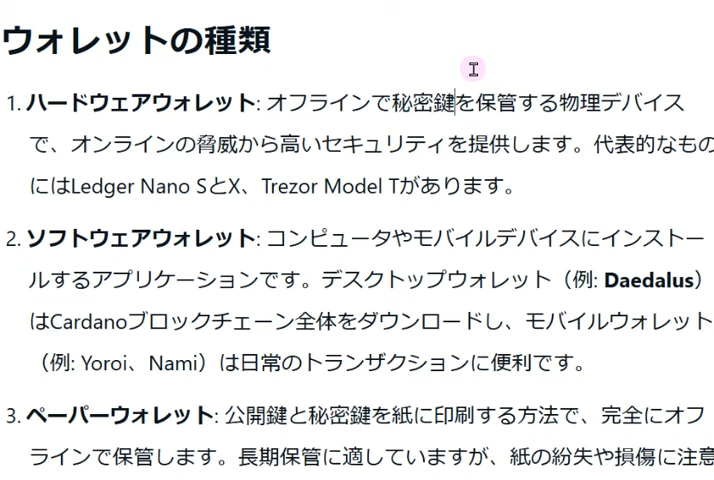 ウォレットの種類
1. ハードウェアウォレット: オフラインで秘密鍵を保管する物理デバイス
で、オンラインの脅威から高いセキュリティを提供します。代表的なもの
にはLedger Nano SとX、Trezor Model Tがあります。
2. ソフトウェアウォレット: コンピュータやモバイルデバイスにインストー
ルするアプリケーションです。デスクトップウォレット（例: Daedalus）
はCardanoブロックチェーン全体をダウンロードし、モバイルウォレット
（例: Yoroi、Nami）は日常のトランザクションに便利です。
3. ペーパーウォレット: 公開鍵と秘密鍵を紙に印刷する方法で、完全にオフ
ラインで保管します。長期保管に適していますが、紙の紛失や損傷に注意